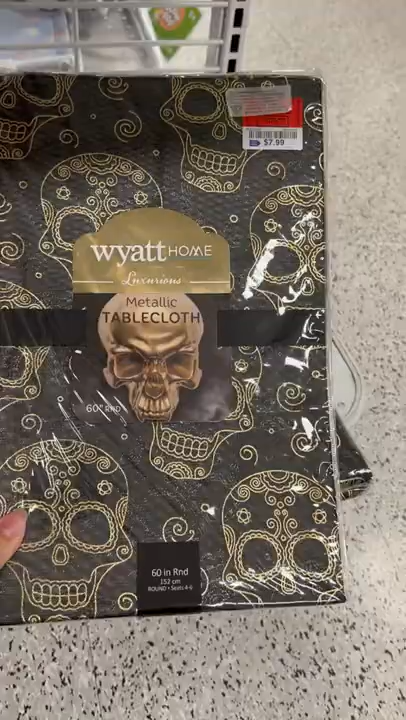 $7.99
wyatt HOME
Luxurious
Metallic
TABLECLOTH
60" RND
60 in Rnd
152 cm
ROUND • Seats 4-6